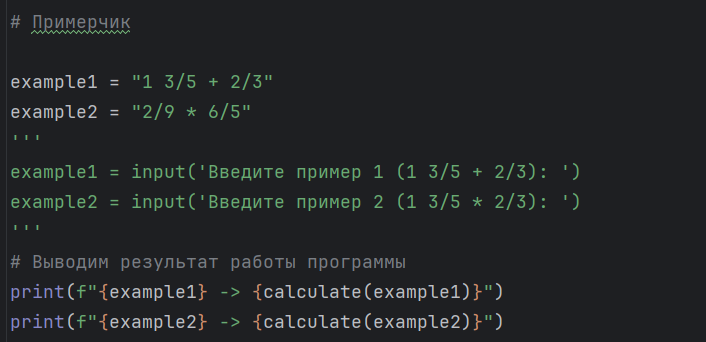 # Примерчик
example1 = "1 3/5 + 2/3"
example2 = "2/9 * 6/5"
'''
example1 = input('Введите пример 1 (1 3/5 + 2/3): ')
example2 = input('Введите пример 2 (1 3/5 * 2/3): ')
'''
# Выводим результат работы программы
print(f"{example1} -> {calculate(example1)}")
print(f"{example2} -> {calculate(example2)}")